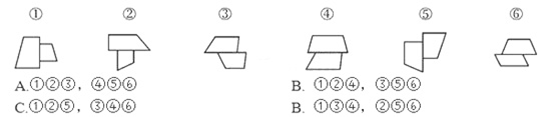 ① ② ③ ④ ⑤ ⑥
A.①②③，④⑤⑥ B. ①②④，③⑤⑥
C.①②⑤，③④⑥ B. ①③④，②⑤⑥